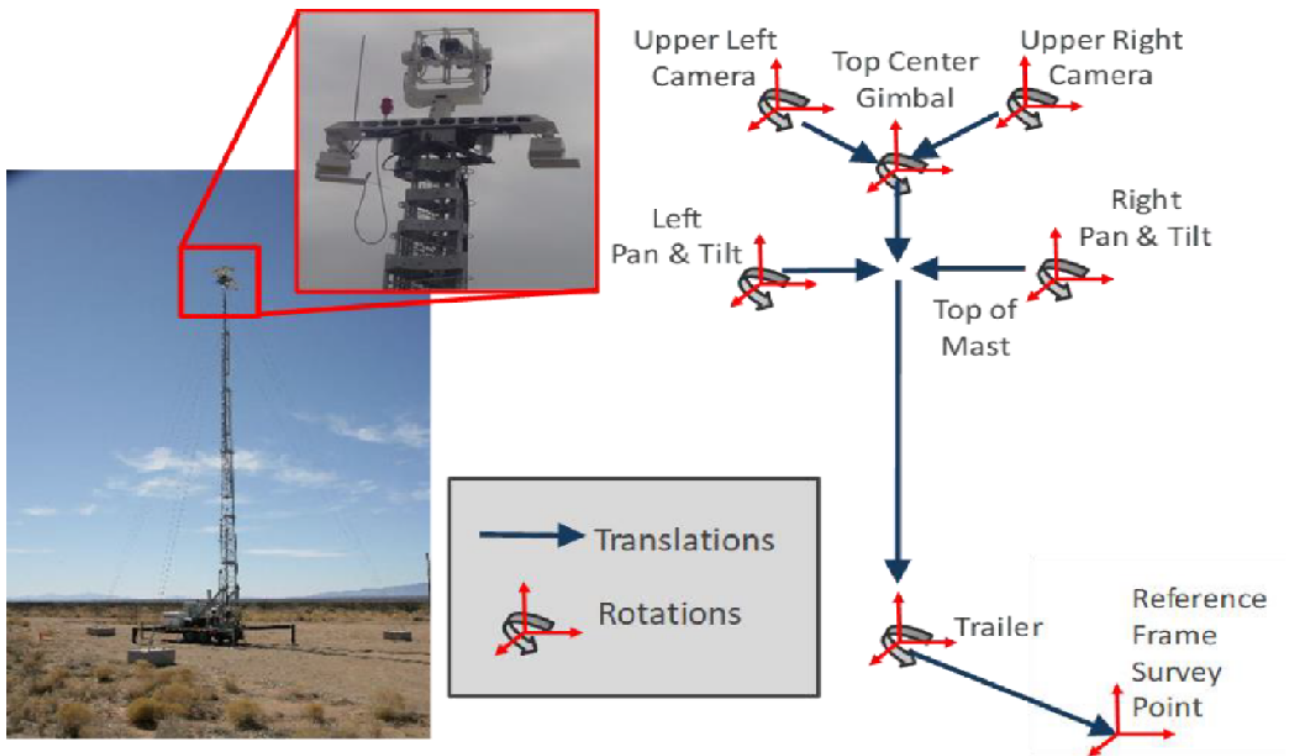 Upper Left
Camera
Top Center
Gimbal
Upper Right
Camera
Left
Pan & Tilt
Right
Pan & Tilt
Top of
Mast
Translations
Rotations
Trailer
Reference
Frame
Survey
Point